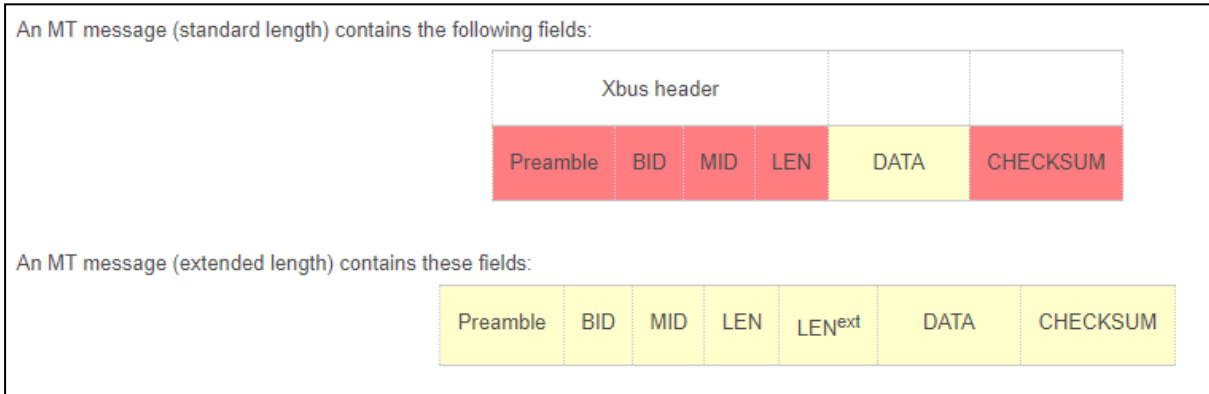 An MT message (standard length) contains the following fields:
Xbus header
Preamble BID MID LEN DATA CHECKSUM
An MT message (extended length) contains these fields:
Preamble BID MID LEN LENext DATA CHECKSUM